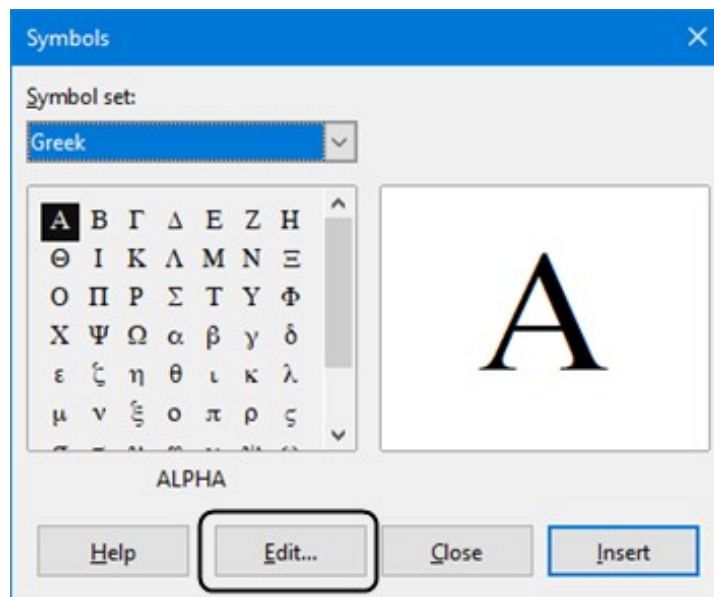 Symbols
Symbol set:
Greek
Α Β Γ Δ Ε Ζ Η
Θ Ι Κ Λ Μ Ν Ξ
Ο Π Ρ Σ Τ Υ Φ
Χ Ψ Ω α β γ δ
ε ζ η θ ι κ λ
μ ν ξ ο π ρ ς
Α
ALPHA
Help
Edit...
Close
Insert